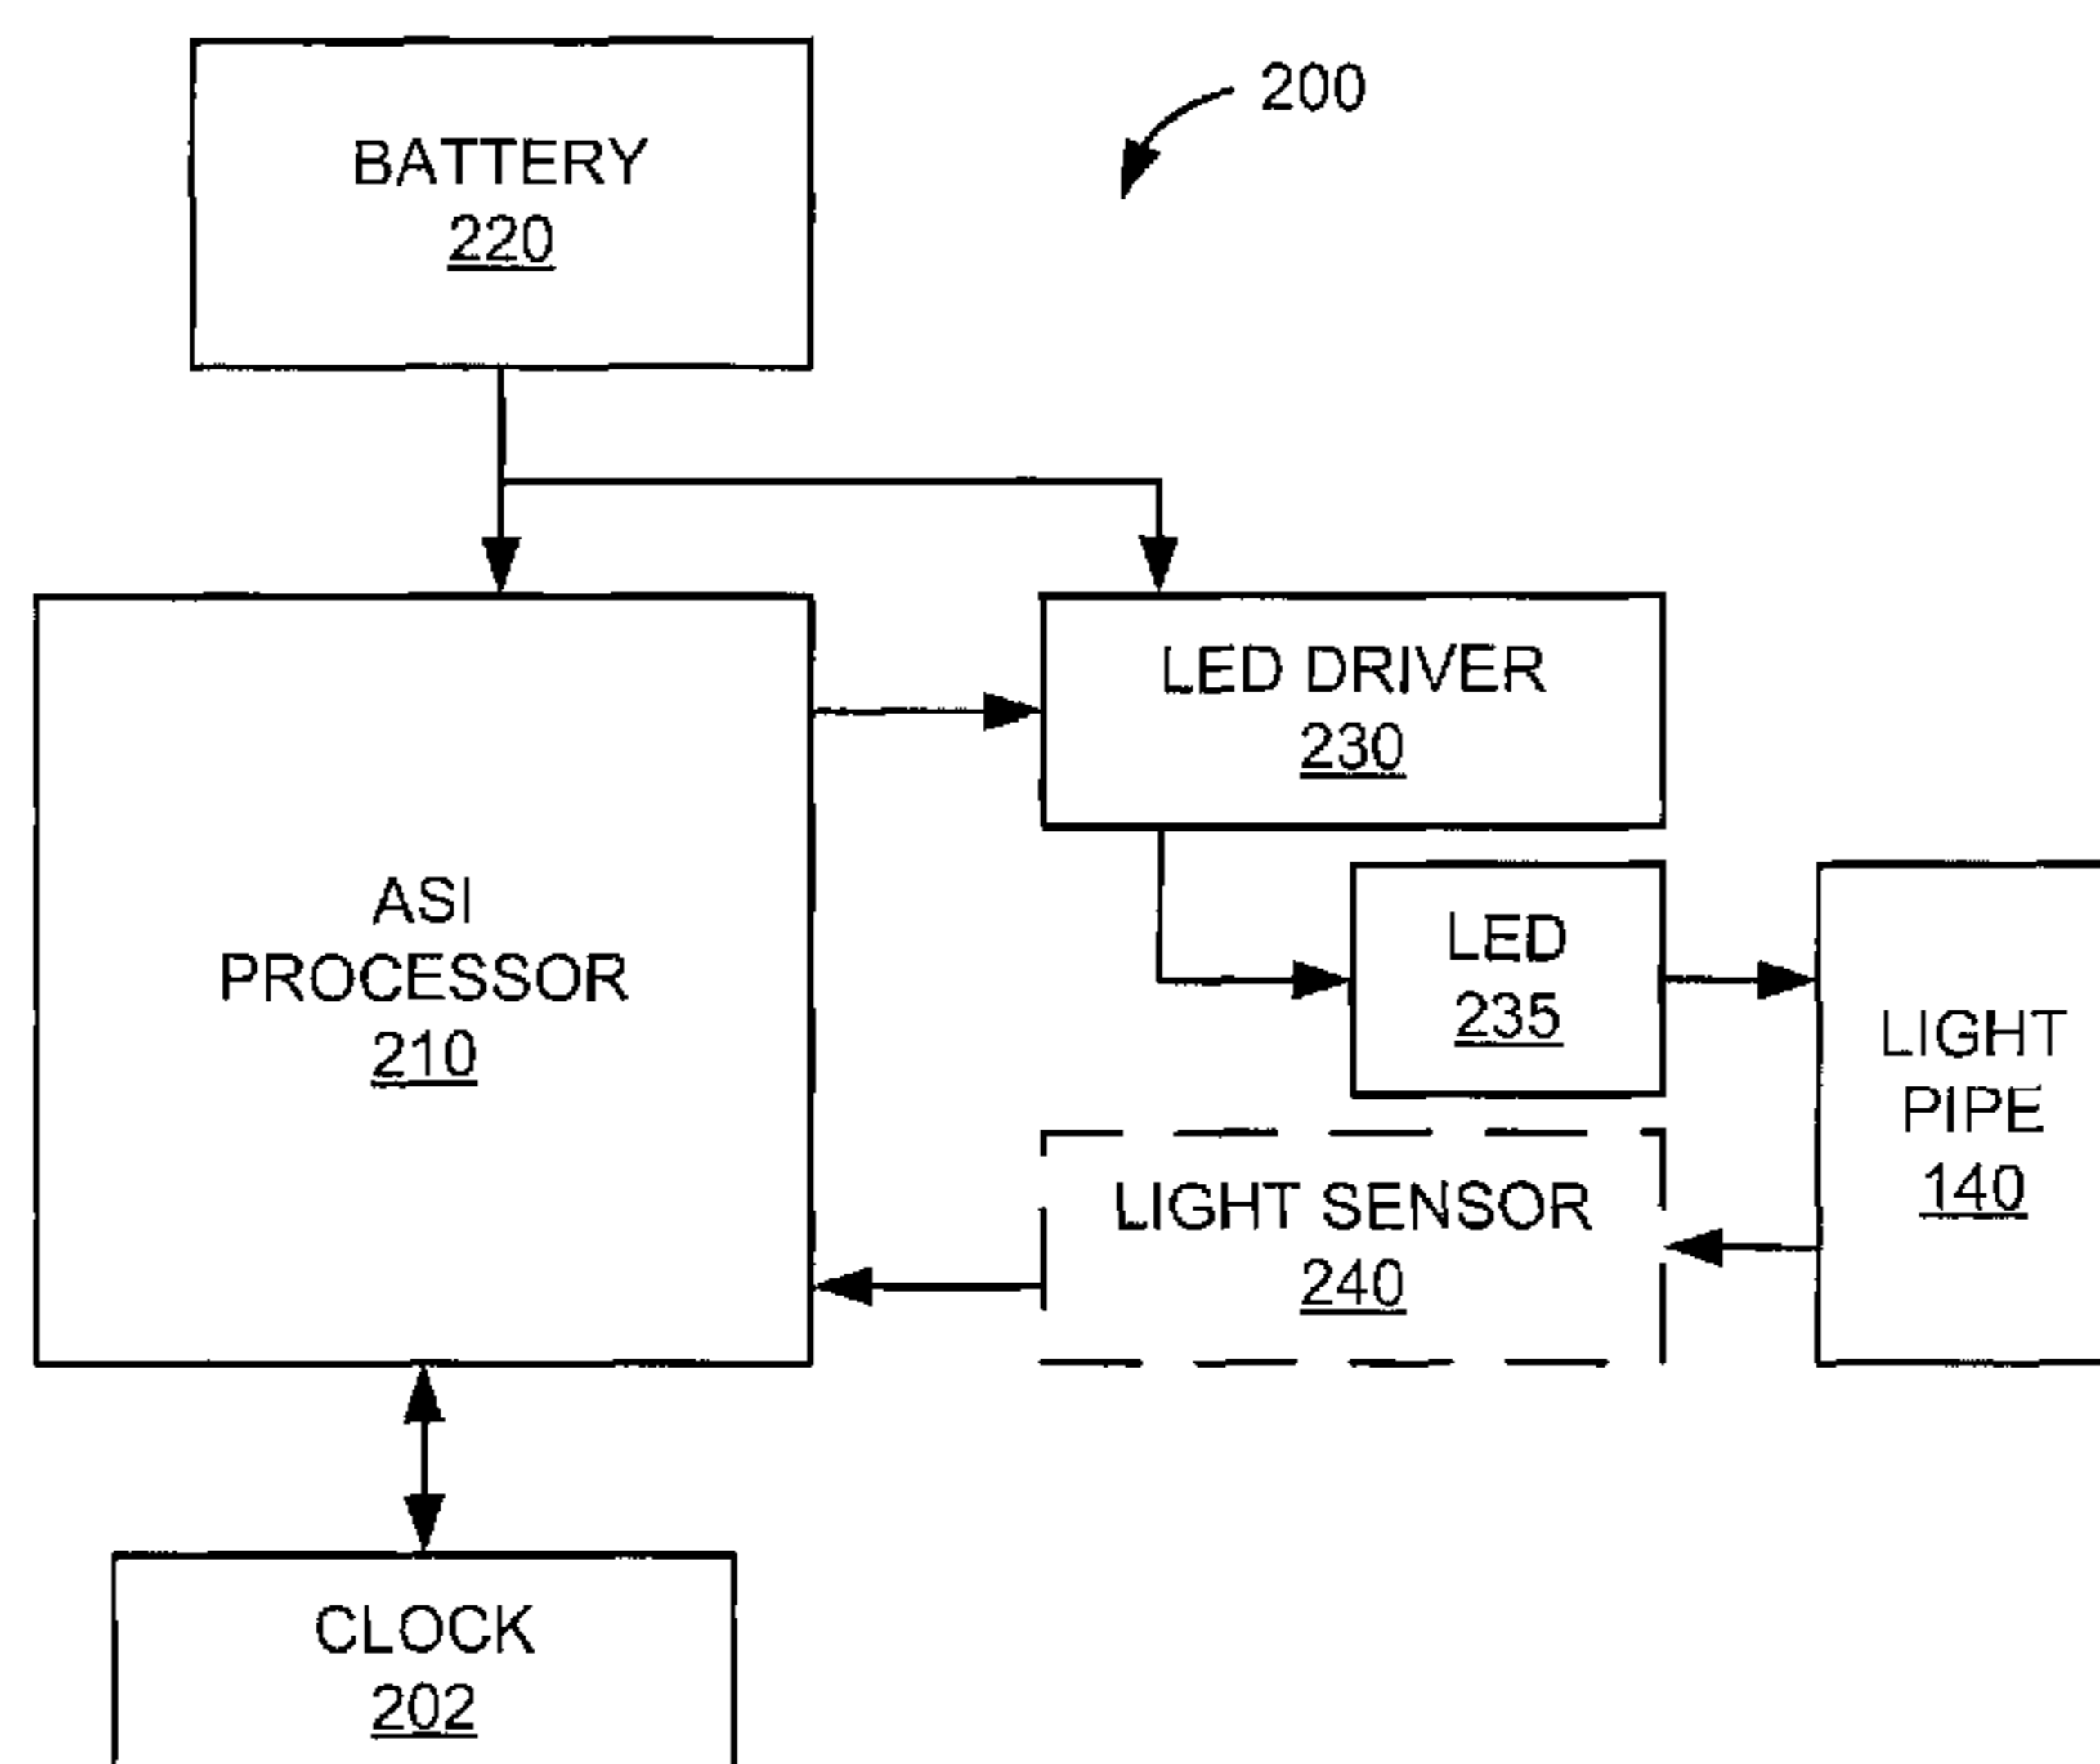 BATTERY
220
200
LED DRIVER
230
ASI
PROCESSOR
210
LED
235
LIGHT
PIPE
140
LIGHT SENSOR
240
CLOCK
202